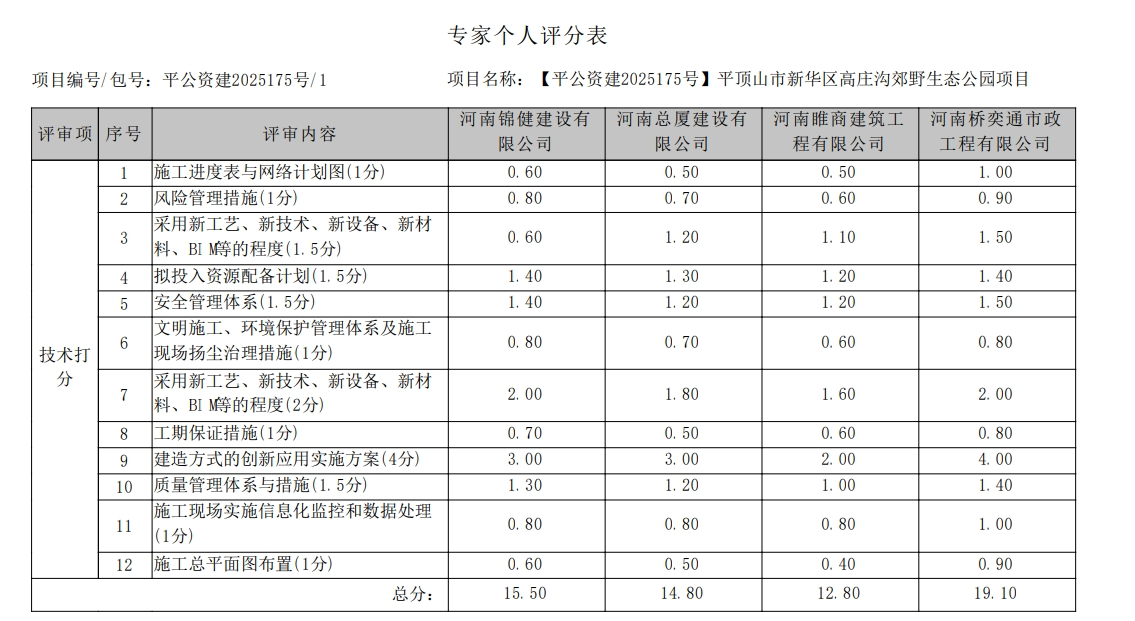 专家个人评分表
项目编号/包号：平公资建2025175号/1 项目名称：【平公资建2025175号】平顶山市新华区高庄沟郊野生态公园项目
评审项 序号 评审内容 河南锦健建设有限公司 河南总厦建设有限公司 河南睢商建筑工程有限公司 河南桥奕通市政工程有限公司
技术打分
1 施工进度表与网络计划图(1分) 0.60 0.50 0.50 1.00
2 风险管理措施(1分) 0.80 0.70 0.60 0.90
3 采用新工艺、新技术、新设备、新材料、BIM等的程度(1.5分) 0.60 1.20 1.10 1.50
4 拟投入资源配备计划(1.5分) 1.40 1.30 1.20 1.40
5 安全管理体系(1.5分) 1.40 1.20 1.20 1.50
6 文明施工、环境保护管理体系及施工现场扬尘治理措施(1分) 0.80 0.70 0.60 0.80
7 采用新工艺、新技术、新设备、新材料、BIM等的程度(2分) 2.00 1.80 1.60 2.00
8 工期保证措施(1分) 0.70 0.50 0.60 0.80
9 建造方式的创新应用实施方案(4分) 3.00 3.00 2.00 4.00
10 质量管理体系与措施(1.5分) 1.30 1.20 1.00 1.40
11 施工现场实施信息化监控和数据处理(1分) 0.80 0.80 0.80 1.00
12 施工总平面图布置(1分) 0.60 0.50 0.40 0.90
总分： 15.50 14.80 12.80 19.10